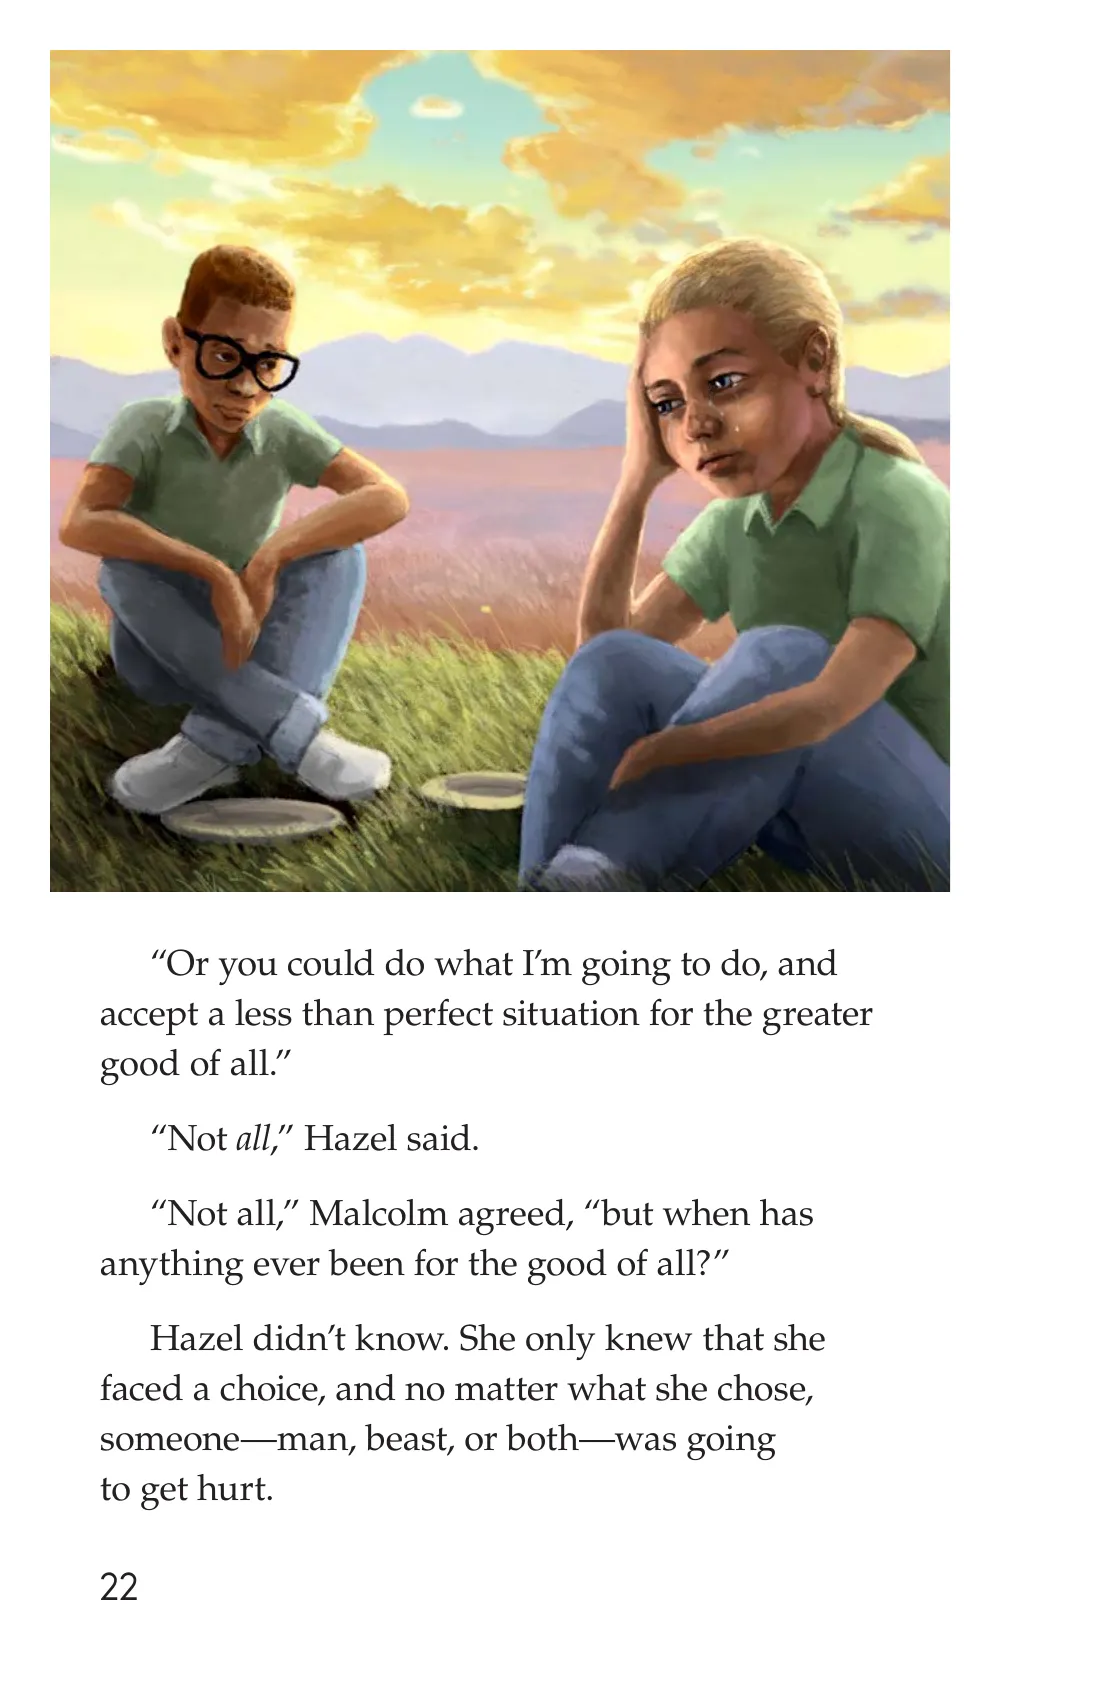 “Or you could do what I’m going to do, and
accept a less than perfect situation for the greater
good of all.”
“Not all,” Hazel said.
“Not all,” Malcolm agreed, “but when has
anything ever been for the good of all?”
Hazel didn’t know. She only knew that she
faced a choice, and no matter what she chose,
someone—man, beast, or both—was going
to get hurt.
22